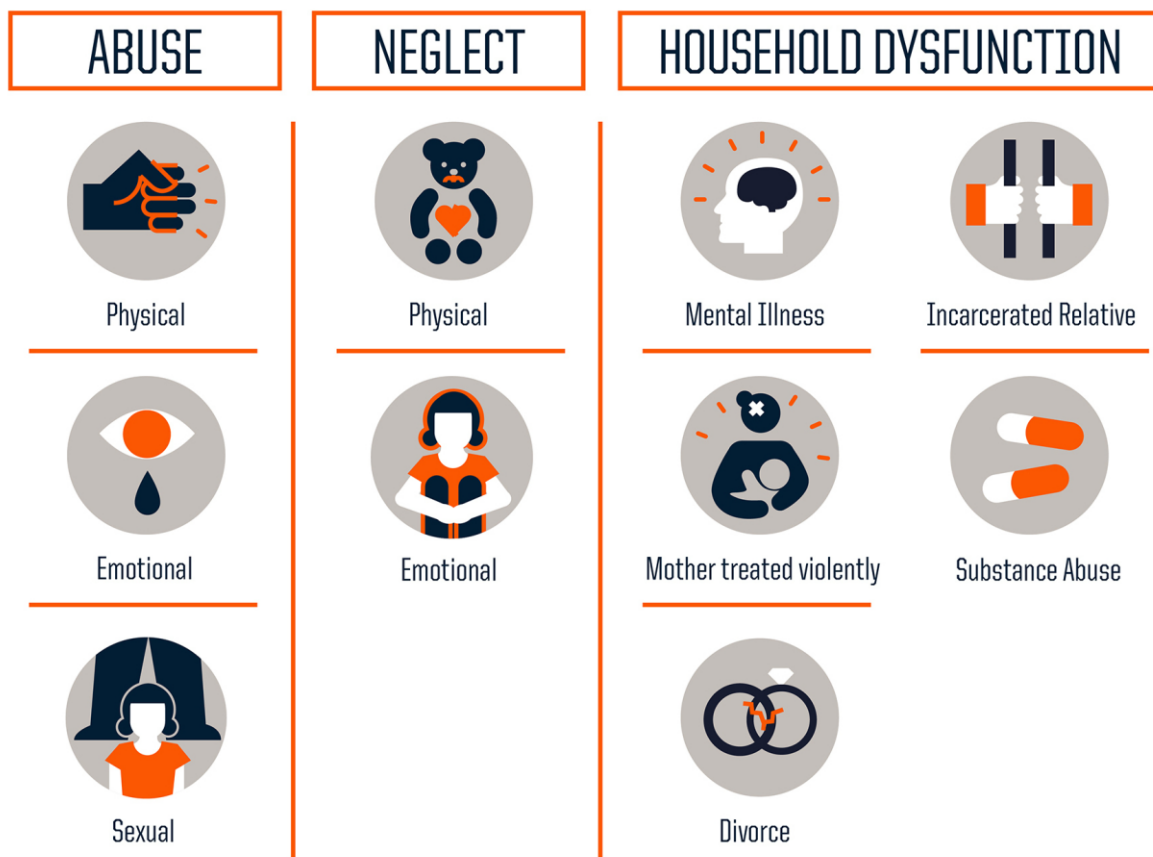 ABUSE
Physical
Emotional
Sexual
NEGLECT
Physical
Emotional
HOUSEHOLD DYSFUNCTION
Mental Illness
Incarcerated Relative
Mother treated violently
Substance Abuse
Divorce